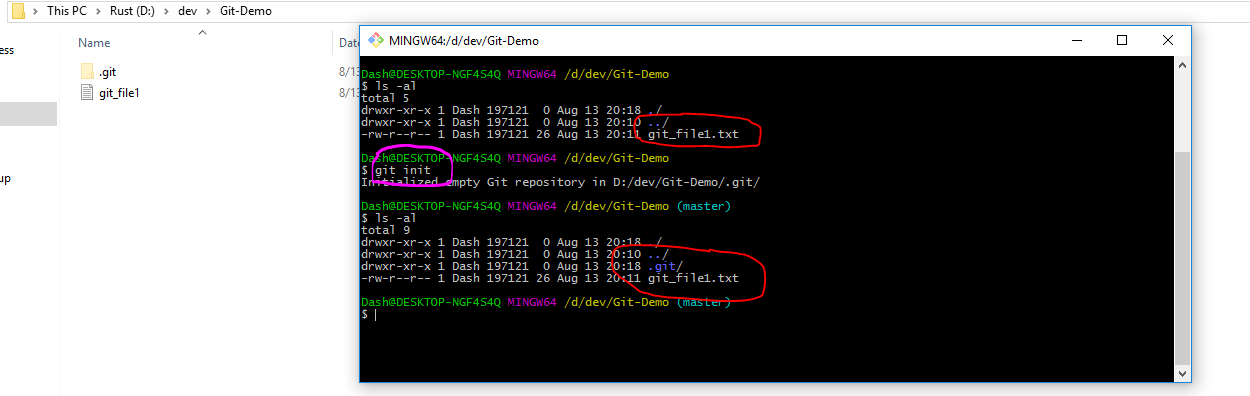 This PC > Rust (D:) > dev > Git-Demo
Name
Date
ess
.git
8/13
git_file1
8/13
up
MINGW64:/d/dev/Git-Demo
Dash@DESKTOP-NGF4S4Q MINGW64 /d/dev/Git-Demo
$ ls -al
total 5
drwxr-xr-x 1 Dash 197121  0 Aug 13 20:18 ./
drwxr-xr-x 1 Dash 197121  0 Aug 13 20:10 ../
-rw-r--r-- 1 Dash 197121 26 Aug 13 20:11 git_file1.txt
Dash@DESKTOP-NGF4S4Q MINGW64 /d/dev/Git-Demo
$ git init
Initialized empty Git repository in D:/dev/Git-Demo/.git/
Dash@DESKTOP-NGF4S4Q MINGW64 /d/dev/Git-Demo (master)
$ ls -al
total 9
drwxr-xr-x 1 Dash 197121  0 Aug 13 20:18 ./
drwxr-xr-x 1 Dash 197121  0 Aug 13 20:10 ../
drwxr-xr-x 1 Dash 197121  0 Aug 13 20:18 .git/
-rw-r--r-- 1 Dash 197121 26 Aug 13 20:11 git_file1.txt
Dash@DESKTOP-NGF4S4Q MINGW64 /d/dev/Git-Demo (master)
$